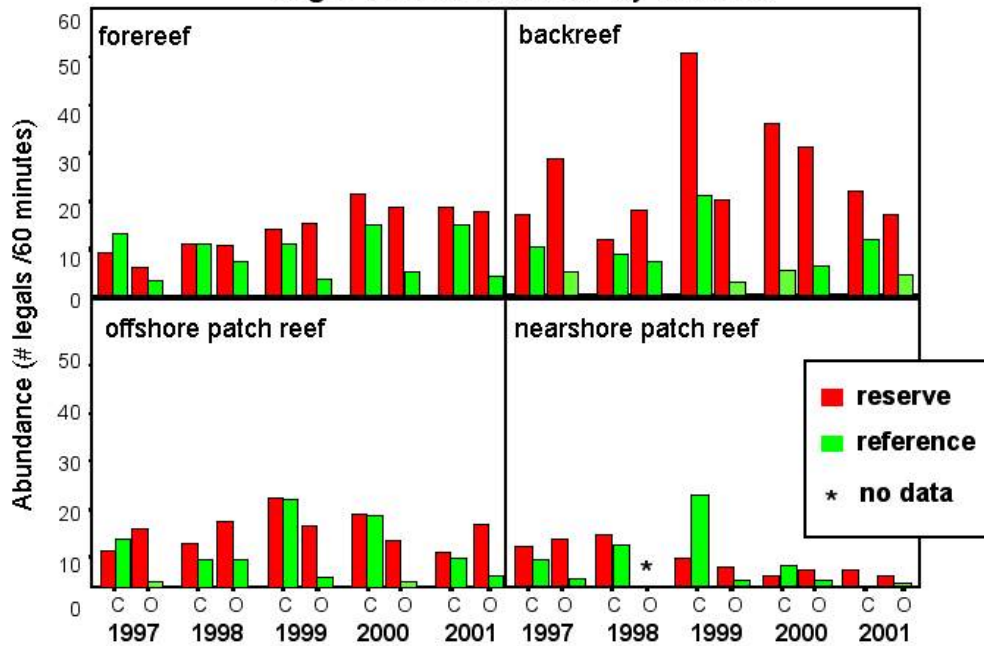 60
50
40
30
20
10
0
forereef
backreef
Abundance (# legals /60 minutes)
50
40
30
20
10
0
offshore patch reef
nearshore patch reef
reserve
reference
* no data
C O C O C O C O C O C O C O C O C O C O
1997 1998 1999 2000 2001 1997 1998 1999 2000 2001